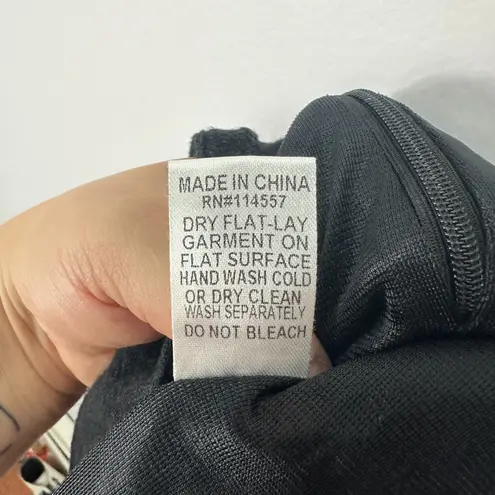 MADE IN CHINA
RN#114557
DRY FLAT-LAY
GARMENT ON
FLAT SURFACE
HAND WASH COLD
OR DRY CLEAN
WASH SEPARATELY
DO NOT BLEACH